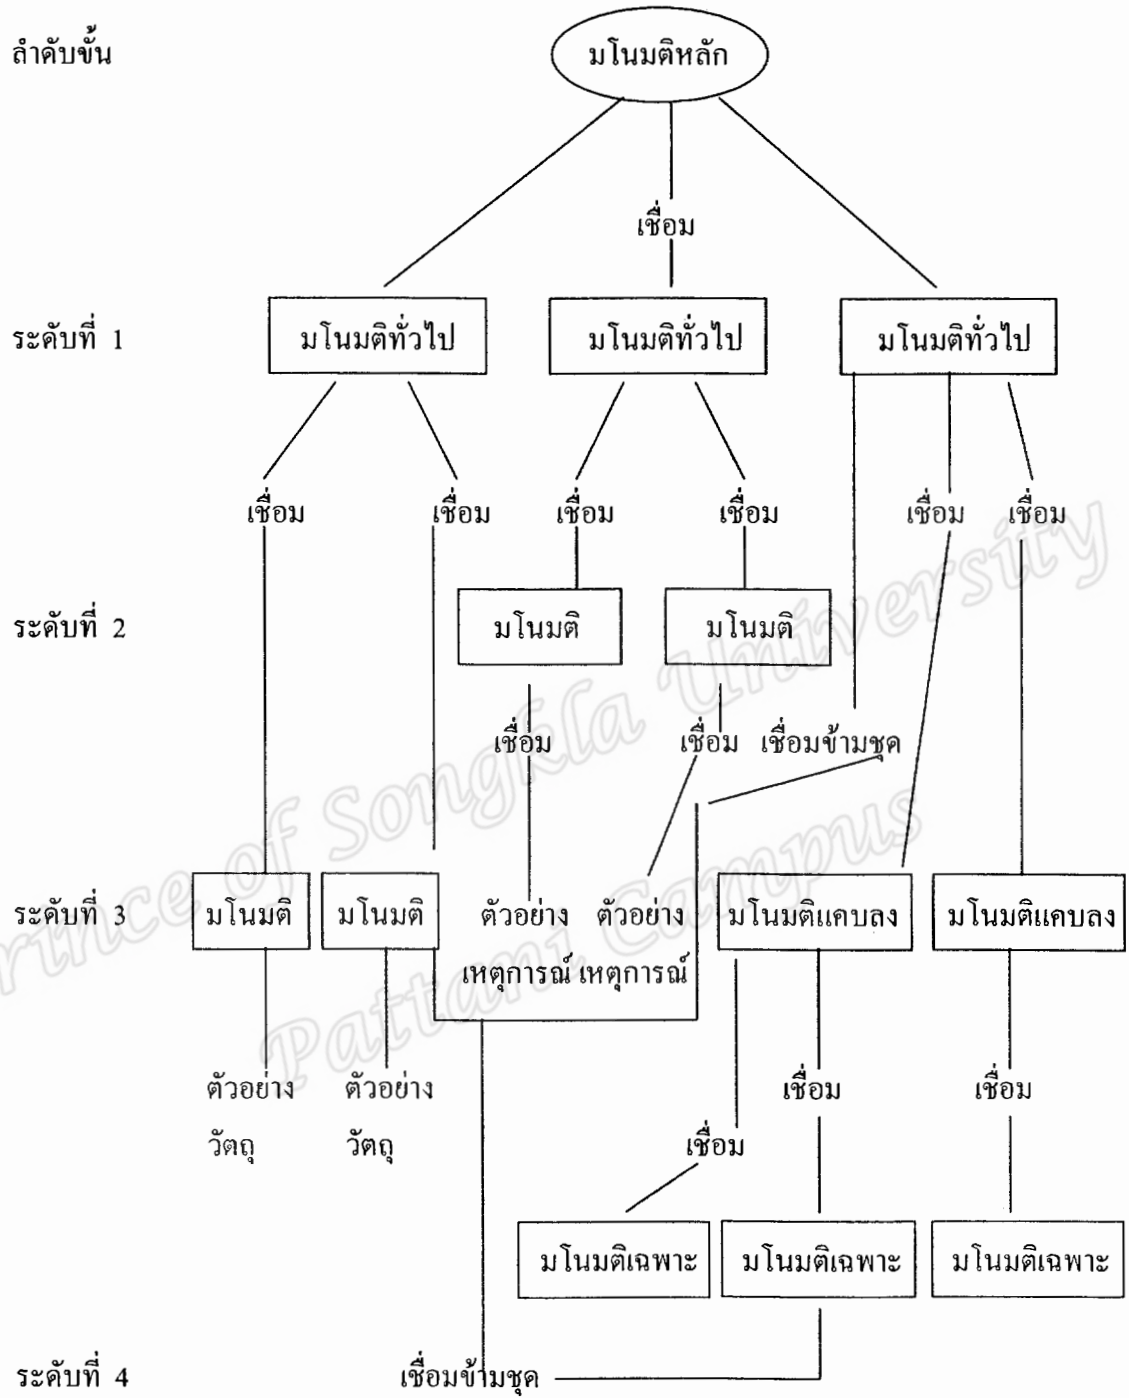 ลำดับขั้น
มโนมติหลัก
เชื่อม
ระดับที่ 1
มโนมติทั่วไป
มโนมติทั่วไป
มโนมติทั่วไป
เชื่อม
เชื่อม
เชื่อม
เชื่อม
เชื่อม
เชื่อม
ระดับที่ 2
มโนมติ
มโนมติ
เชื่อม
เชื่อม
เชื่อมข้ามชุด
ระดับที่ 3
มโนมติ
มโนมติ
ตัวอย่าง
เหตุการณ์
ตัวอย่าง
เหตุการณ์
มโนมติแคบลง
มโนมติแคบลง
ตัวอย่าง
วัตถุ
ตัวอย่าง
วัตถุ
เชื่อม
เชื่อม
เชื่อม
มโนมติเฉพาะ
มโนมติเฉพาะ
มโนมติเฉพาะ
ระดับที่ 4
เชื่อมข้ามชุด
Prince of Songkla University
Pattani Campus